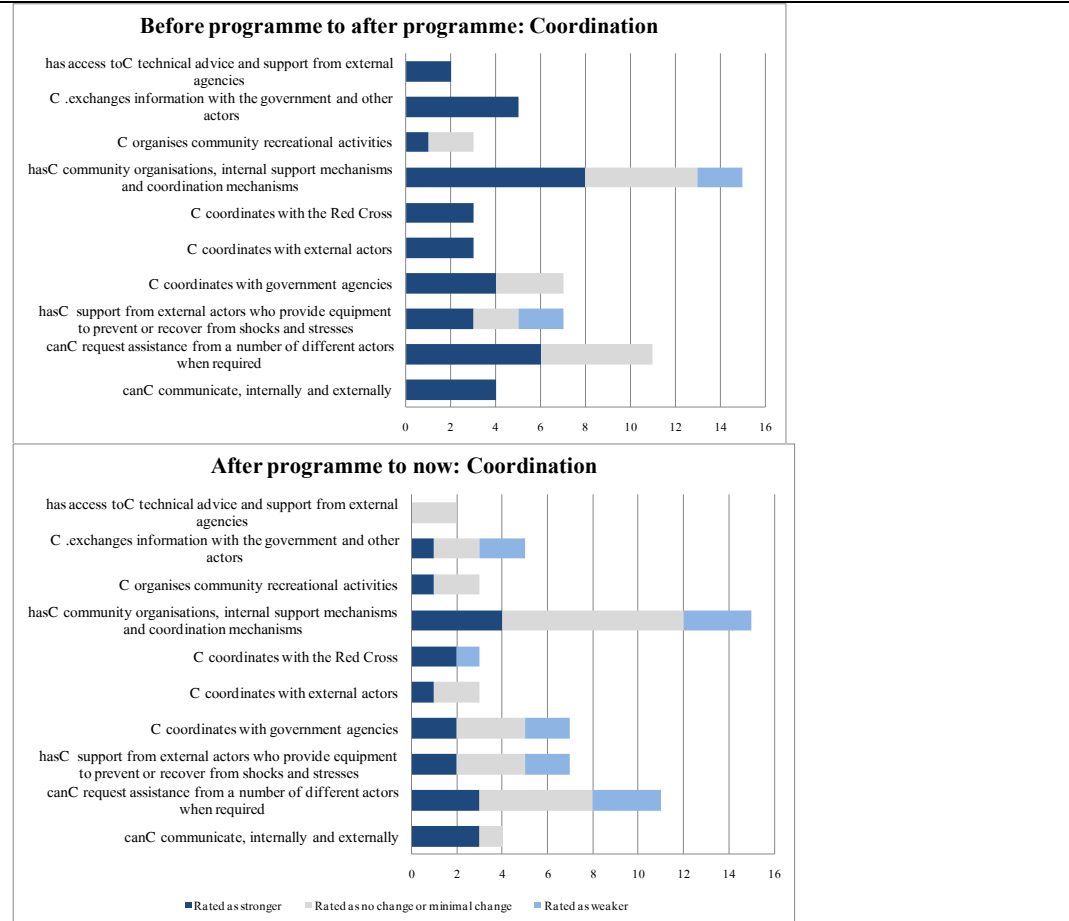 Before programme to after programme: Coordination
has access toC technical advice and support from external
agencies
C .exchanges information with the government and other
actors
C organises community recreational activities
hasC community organisations, internal support mechanisms
and coordination mechanisms
C coordinates with the Red Cross
C coordinates with external actors
C coordinates with government agencies
hasC support from external actors who provide equipment
to prevent or recover from shocks and stresses
canC request assistance from a number of different actors
when required
canC communicate, internally and externally
0 2 4 6 8 10 12 14 16
After programme to now: Coordination
has access toC technical advice and support from external
agencies
C .exchanges information with the government and other
actors
C organises community recreational activities
hasC community organisations, internal support mechanisms
and coordination mechanisms
C coordinates with the Red Cross
C coordinates with external actors
C coordinates with government agencies
hasC support from external actors who provide equipment
to prevent or recover from shocks and stresses
canC request assistance from a number of different actors
when required
canC communicate, internally and externally
0 2 4 6 8 10 12 14 16
Rated as stronger Rated as no change or minimal change Rated as weaker